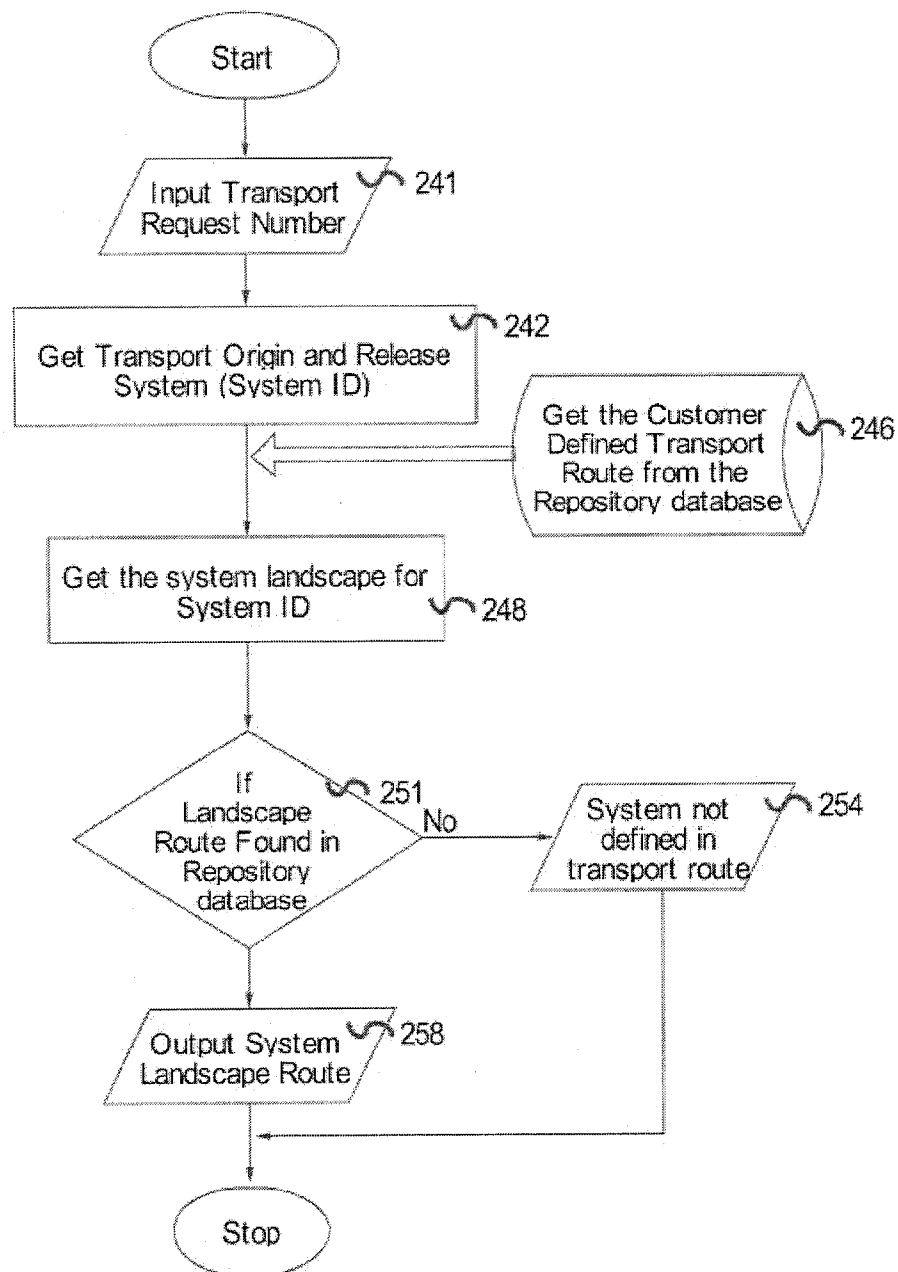 Start
Input Transport
Request Number
241
Get Transport Origin and Release
System (System ID)
242
Get the Customer
Defined Transport
Route from the
Repository database
246
Get the system landscape for
System ID
248
If
Landscape
Route Found in
Repository
database
251
No
System not
defined in
transport route
254
Output System
Landscape Route
258
Stop